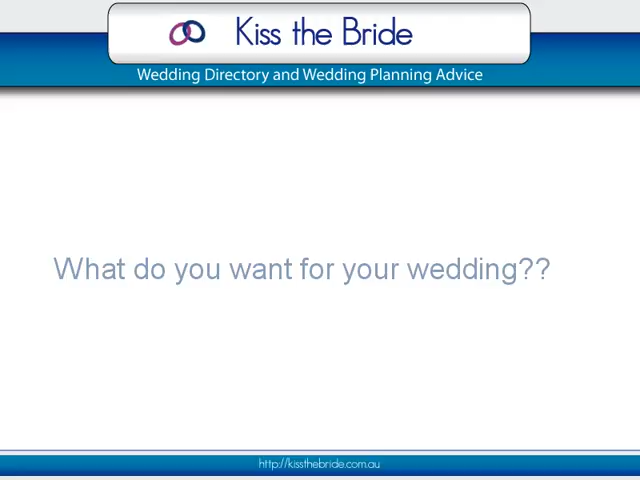 Kiss the Bride
Wedding Directory and Wedding Planning Advice
What do you want for your wedding??
http://kissthebride.com.au